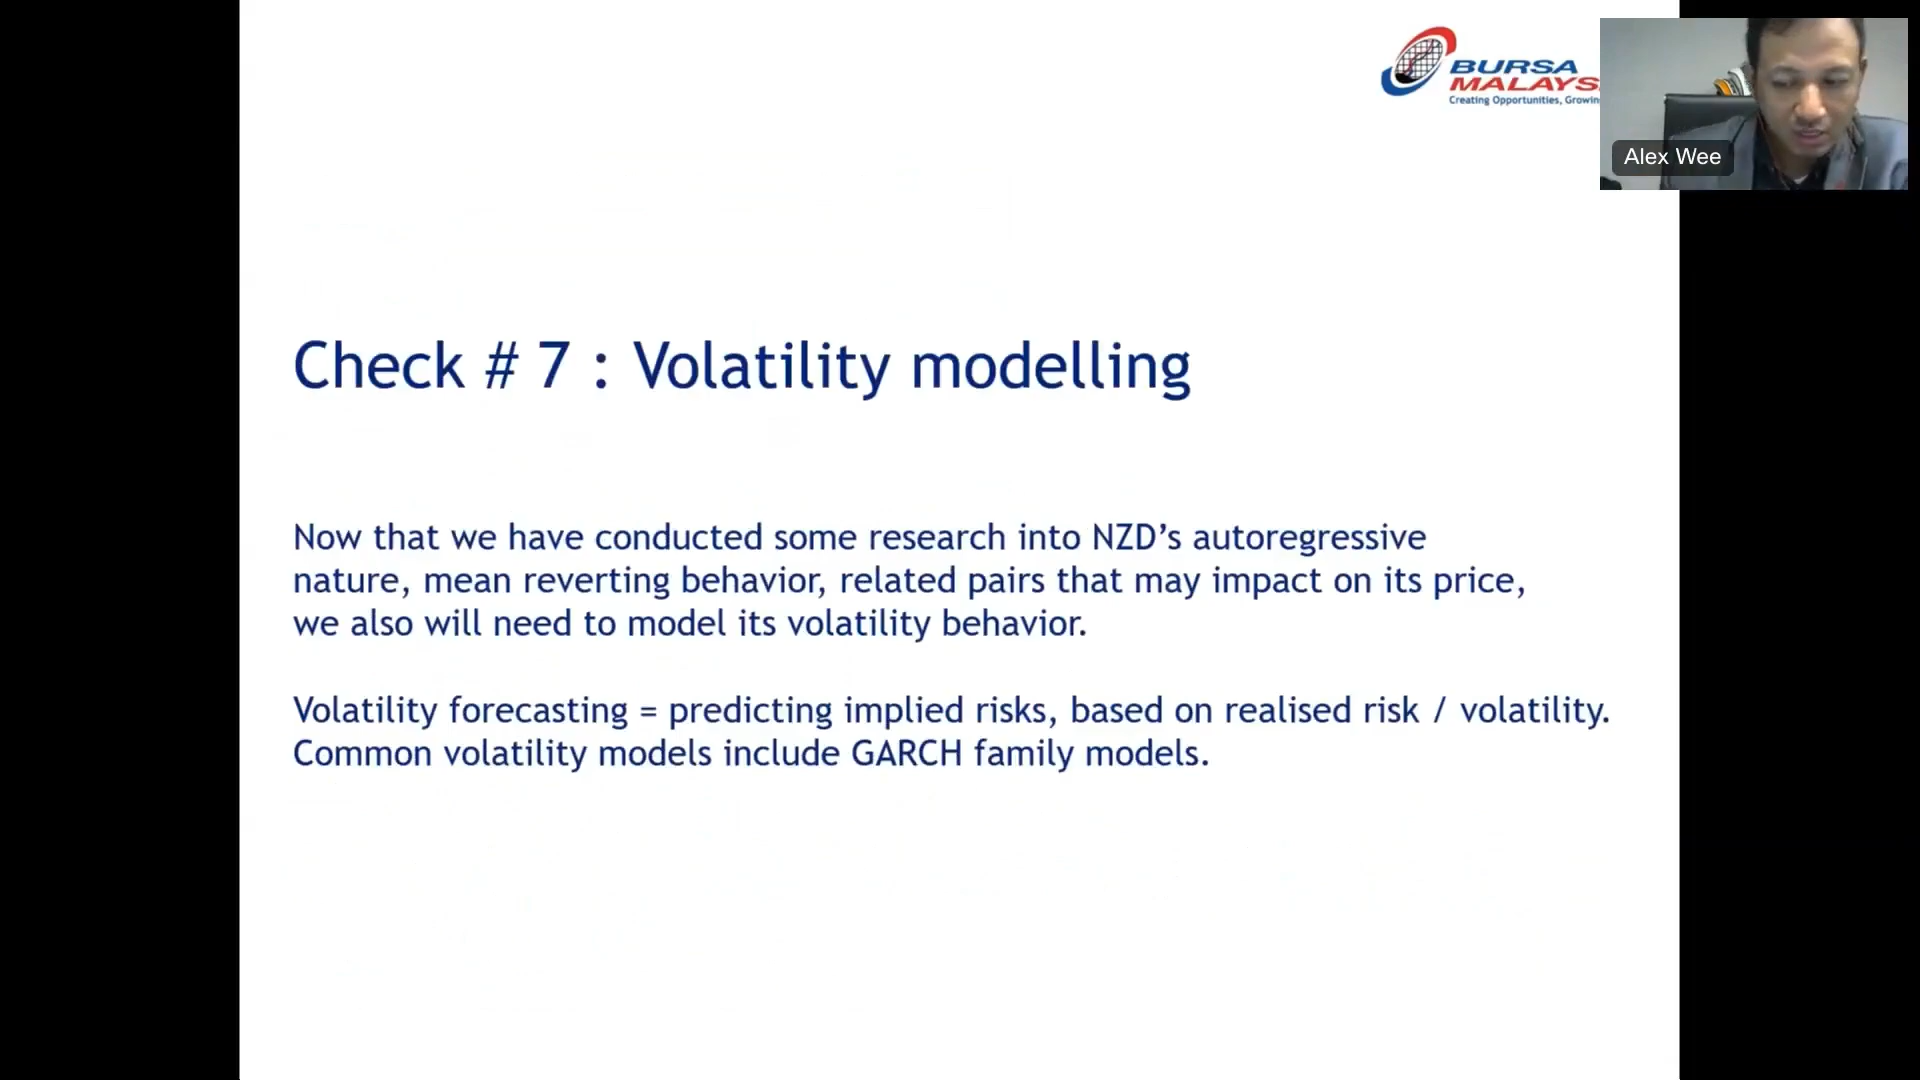 BURSA
MALAYS
Creating Opportunities, Growin
Alex Wee
Check # 7 : Volatility modelling
Now that we have conducted some research into NZD’s autoregressive
nature, mean reverting behavior, related pairs that may impact on its price,
we also will need to model its volatility behavior.
Volatility forecasting = predicting implied risks, based on realised risk / volatility.
Common volatility models include GARCH family models.